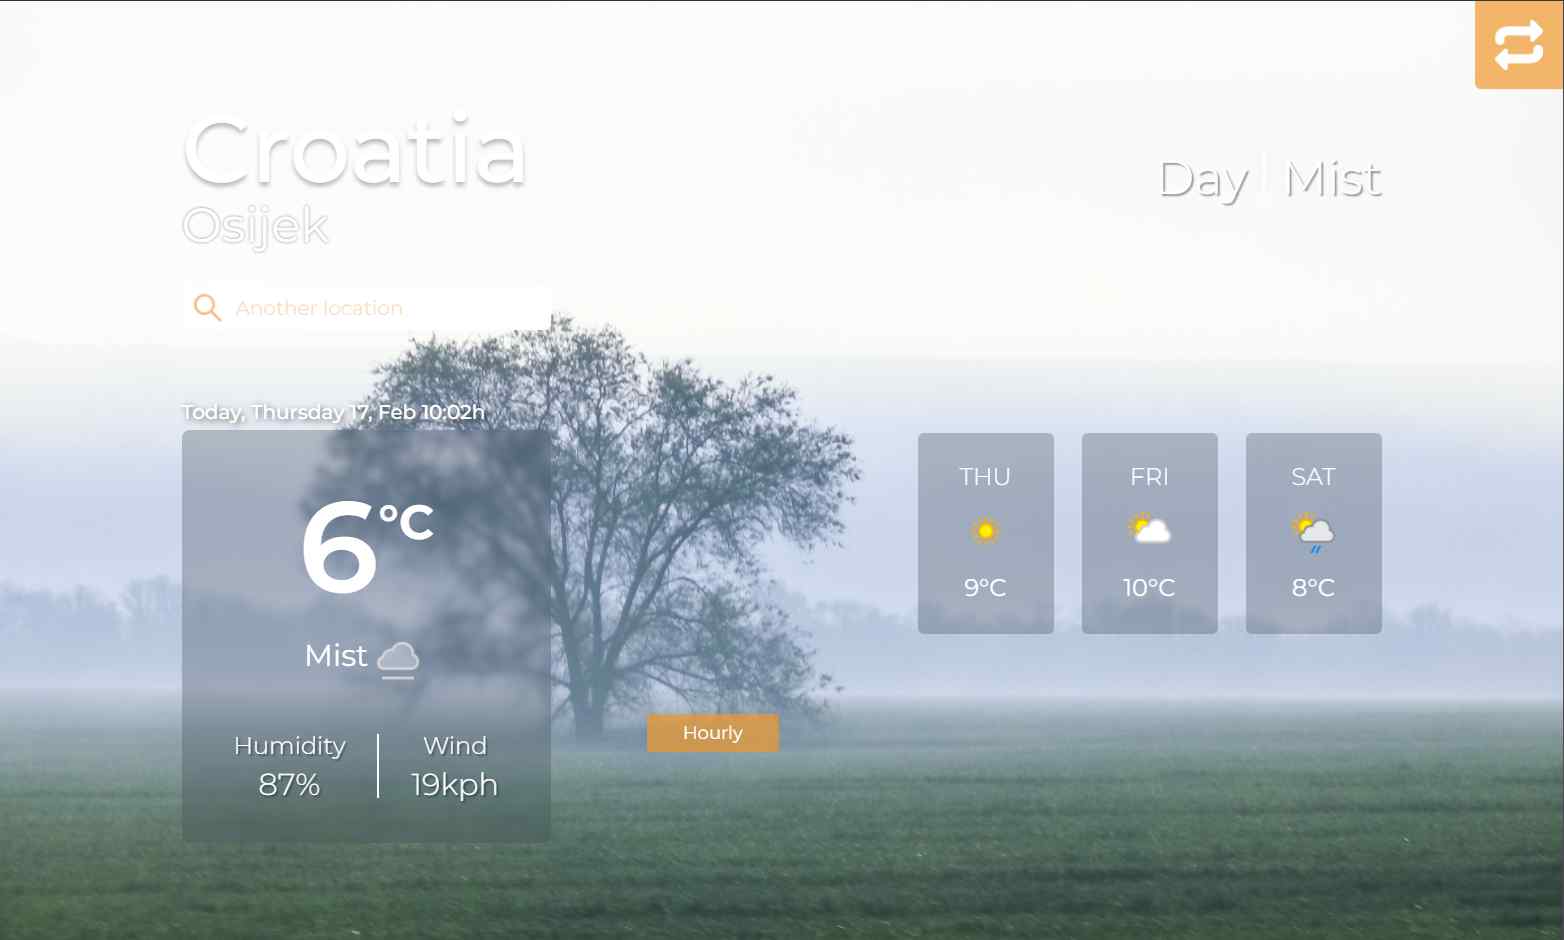 Croatia
Osijek
Day | Mist
Another location
Today, Thursday 17, Feb 10:02h
6°C
Mist
Humidity
87%
Wind
19kph
THU
9°C
FRI
10°C
SAT
8°C
Hourly